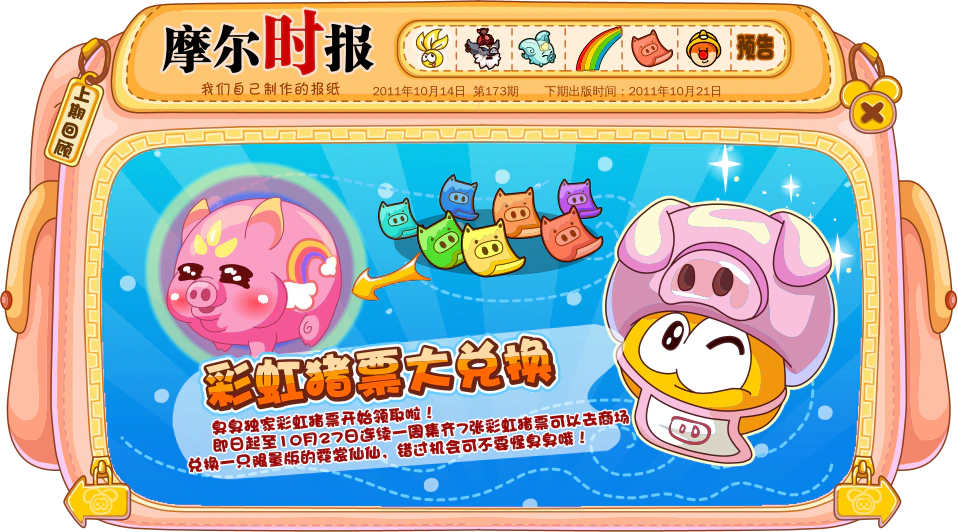 摩尔时报
预告
我们自己制作的报纸
2011年10月14日 第173期 下期出版时间：2011年10月21日
上期回顾
彩虹猪票大兑换
臭臭独家彩虹猪票开始领取啦！
即日起至10月27日连续一周集齐7张彩虹猪票可以去商场
兑换一只限量版的霓裳仙仙，错过机会可不要怪臭臭哦！